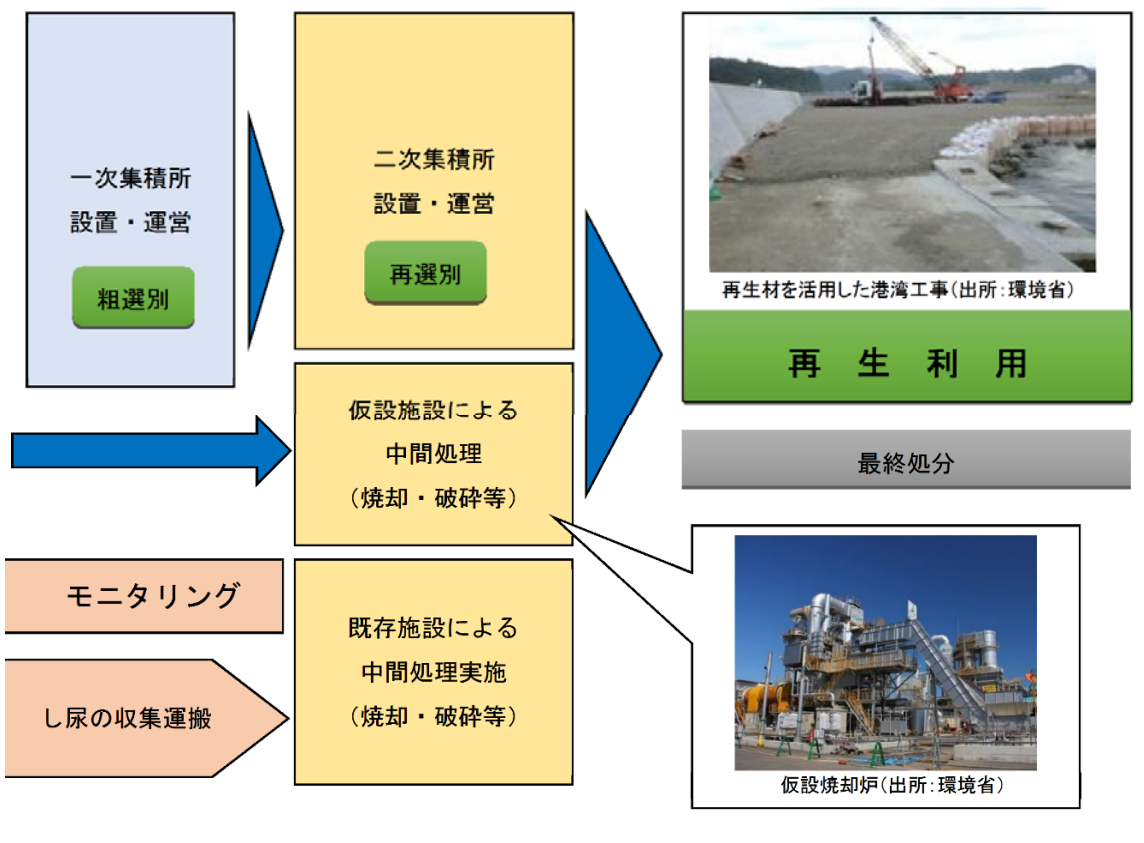 一次集積所
設置・運営
粗選別
二次集積所
設置・運営
再選別
再生材を活用した港湾工事(出所:環境省)
再生利用
最終処分
仮設施設による
中間処理
(焼却・破砕等)
モニタリング
し尿の収集運搬
既存施設による
中間処理実施
(焼却・破砕等)
仮設焼却炉(出所:環境省)